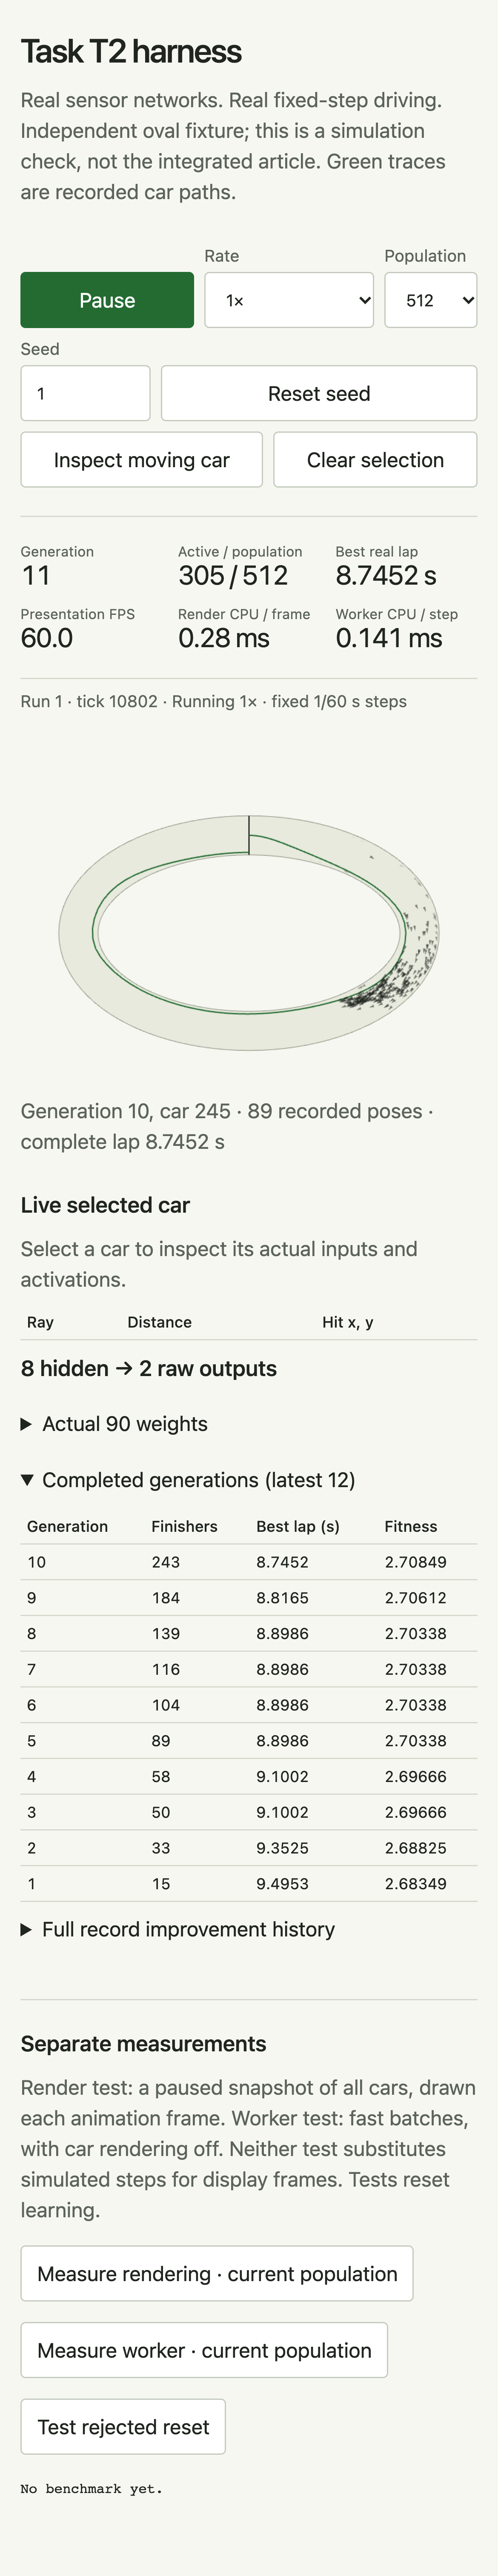 Task T2 harness
Real sensor networks. Real fixed-step driving.
Independent oval fixture; this is a simulation
check, not the integrated article. Green traces
are recorded car paths.
Rate Population
Pause 1× 512
Seed
1 Reset seed
Inspect moving car Clear selection
Generation Active / population Best real lap
11 305 / 512 8.7452 s
Presentation FPS Render CPU / frame Worker CPU / step
60.0 0.28 ms 0.141 ms
Run 1 · tick 10802 · Running 1× · fixed 1/60 s steps
Generation 10, car 245 · 89 recorded poses ·
complete lap 8.7452 s
Live selected car
Select a car to inspect its actual inputs and
activations.
Ray Distance Hit x, y
8 hidden → 2 raw outputs
▶ Actual 90 weights
▼ Completed generations (latest 12)
Generation Finishers Best lap (s) Fitness
10 243 8.7452 2.70849
9 184 8.8165 2.70612
8 139 8.8986 2.70338
7 116 8.8986 2.70338
6 104 8.8986 2.70338
5 89 8.8986 2.70338
4 58 9.1002 2.69666
3 50 9.1002 2.69666
2 33 9.3525 2.68825
1 15 9.4953 2.68349
▶ Full record improvement history
Separate measurements
Render test: a paused snapshot of all cars, drawn
each animation frame. Worker test: fast batches,
with car rendering off. Neither test substitutes
simulated steps for display frames. Tests reset
learning.
Measure rendering · current population
Measure worker · current population
Test rejected reset
No benchmark yet.